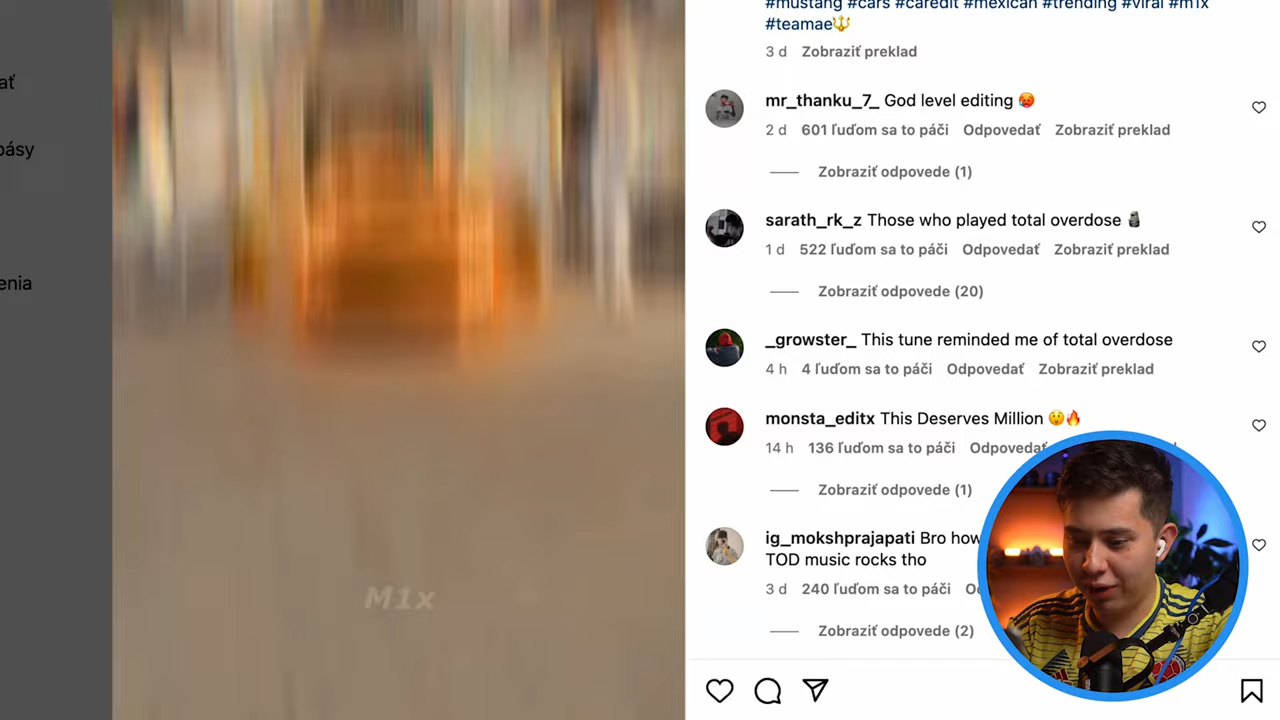 #mustang #cars #caredit #mexican #trending #viral #m1x
#teamae🔱
3 d Zobraziť preklad
ať
mr_thanku_7_ God level editing 🥵
2 d 601 ľuďom sa to páči Odpovedať Zobraziť preklad
pásy
Zobraziť odpovede (1)
sarath_rk_z Those who played total overdose 🗿
1 d 522 ľuďom sa to páči Odpovedať Zobraziť preklad
enia
Zobraziť odpovede (20)
_growster_ This tune reminded me of total overdose
4 h 4 ľuďom sa to páči Odpovedať Zobraziť preklad
monsta_editx This Deserves Million 😲🔥
14 h 136 ľuďom sa to páči Odpovedať
Zobraziť odpovede (1)
ig_mokshprajapati Bro how
TOD music rocks tho
3 d 240 ľuďom sa to páči
M1x
Zobraziť odpovede (2)